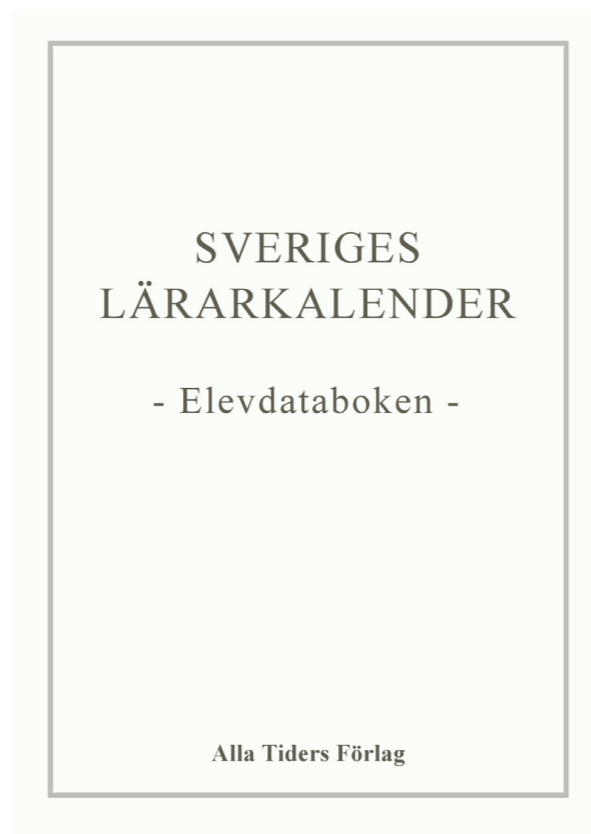 SVERIGES
LÄRARKALENDER
- Elevdataboken -
Alla Tiders Förlag